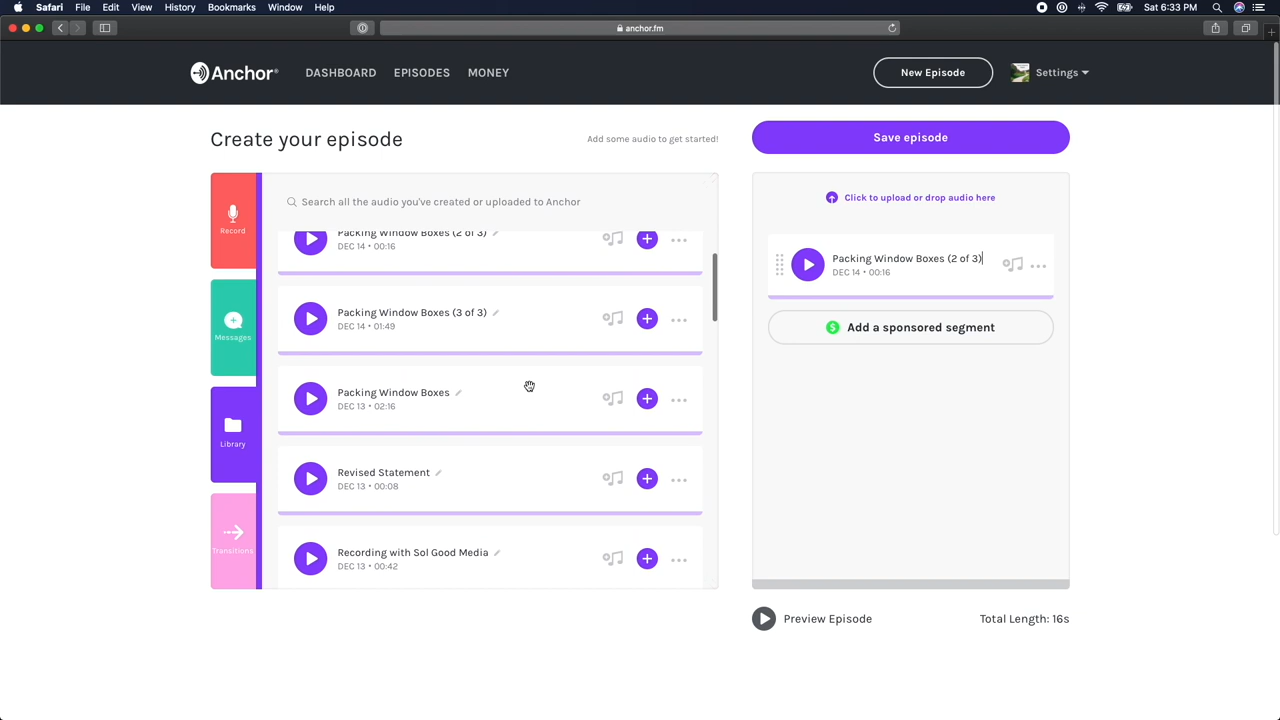 Safari File Edit View History Bookmarks Window Help
Sat 6:33 PM
anchor.fm
Anchor
DASHBOARD EPISODES MONEY
New Episode
Settings
Create your episode
Add some audio to get started!
Save episode
Record
Messages
Library
Transitions
Search all the audio you've created or uploaded to Anchor
Packing Window Boxes (2 of 3)
DEC 14 • 00:16
Packing Window Boxes (3 of 3)
DEC 14 • 01:49
Packing Window Boxes
DEC 13 • 02:16
Revised Statement
DEC 13 • 00:08
Recording with Sol Good Media
DEC 13 • 00:42
Click to upload or drop audio here
Packing Window Boxes (2 of 3)
DEC 14 • 00:16
Add a sponsored segment
Preview Episode
Total Length: 16s